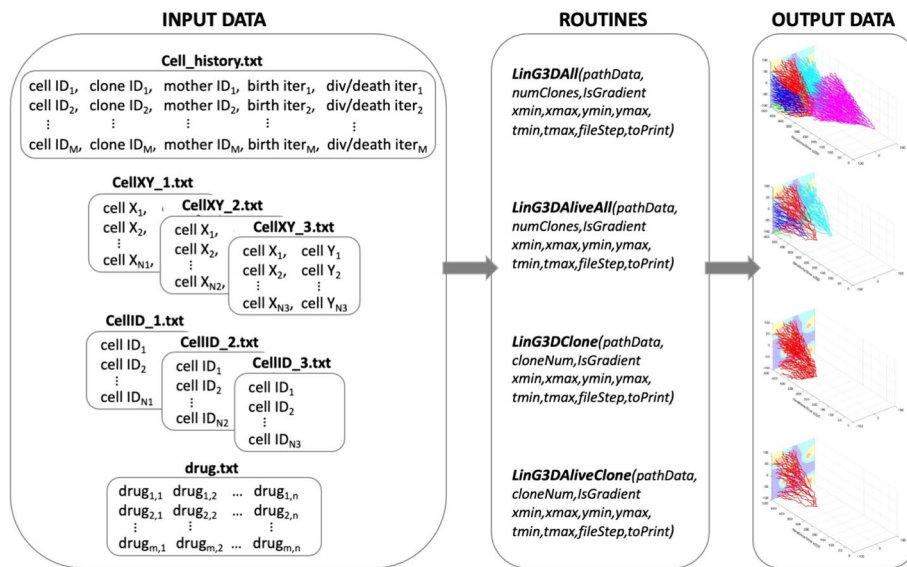 INPUT DATA
Cell_history.txt
cell ID1, clone ID1, mother ID1, birth iter1, div/death iter1
cell ID2, clone ID2, mother ID2, birth iter2, div/death iter2
⋮ ⋮ ⋮ ⋮ ⋮
cell IDM, clone IDM, mother IDM, birth iterM, div/death iterM
CellXY_1.txt
cell X1,
cell X2,
⋮
cell XN1,
CellXY_2.txt
cell X1,
cell X2,
⋮
cell XN2,
CellXY_3.txt
cell X1, cell Y1
cell X2, cell Y2
⋮ ⋮
cell XN3, cell YN3
CellID_1.txt
cell ID1
cell ID2
⋮
cell IDN1
CellID_2.txt
cell ID1
cell ID2
⋮
cell IDN2
CellID_3.txt
cell ID1
cell ID2
⋮
cell IDN3
drug.txt
drug1,1 drug1,2 ... drug1,n
drug2,1 drug2,2 ... drug2,n
⋮ ⋮ ⋮
drugm,1 drugm,2 ... drugm,n
ROUTINES
LinG3DAll(pathData,
numClones,IsGradient
xmin,xmax,ymin,ymax,
tmin,tmax,fileStep,toPrint)
LinG3DAliveAll(pathData,
numClones,IsGradient
xmin,xmax,ymin,ymax,
tmin,tmax,fileStep,toPrint)
LinG3DClone(pathData,
cloneNum,IsGradient
xmin,xmax,ymin,ymax,
tmin,tmax,fileStep,toPrint)
LinG3DAliveClone(pathData,
cloneNum,IsGradient
xmin,xmax,ymin,ymax,
tmin,tmax,fileStep,toPrint)
OUTPUT DATA